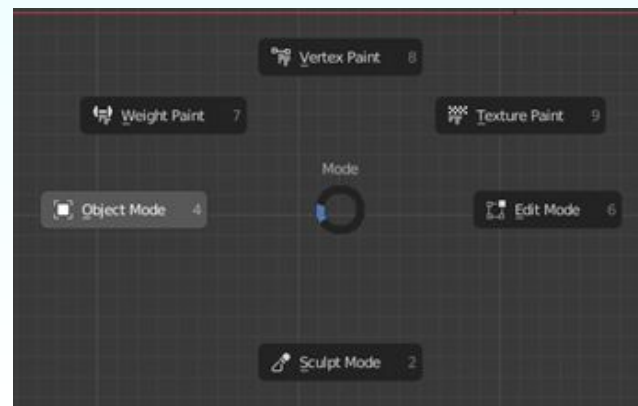 Vertex Paint 8
Weight Paint 7
Texture Paint 9
Mode
Object Mode 4
Edit Mode 6
Sculpt Mode 2